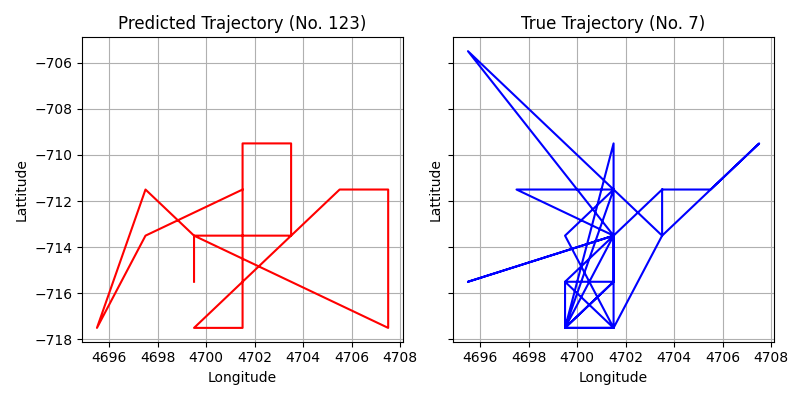 Predicted Trajectory (No. 123)
True Trajectory (No. 7)
−706
−708
−710
−712
−714
−716
−718
Lattitude
Lattitude
4696 4698 4700 4702 4704 4706 4708
4696 4698 4700 4702 4704 4706 4708
Longitude
Longitude